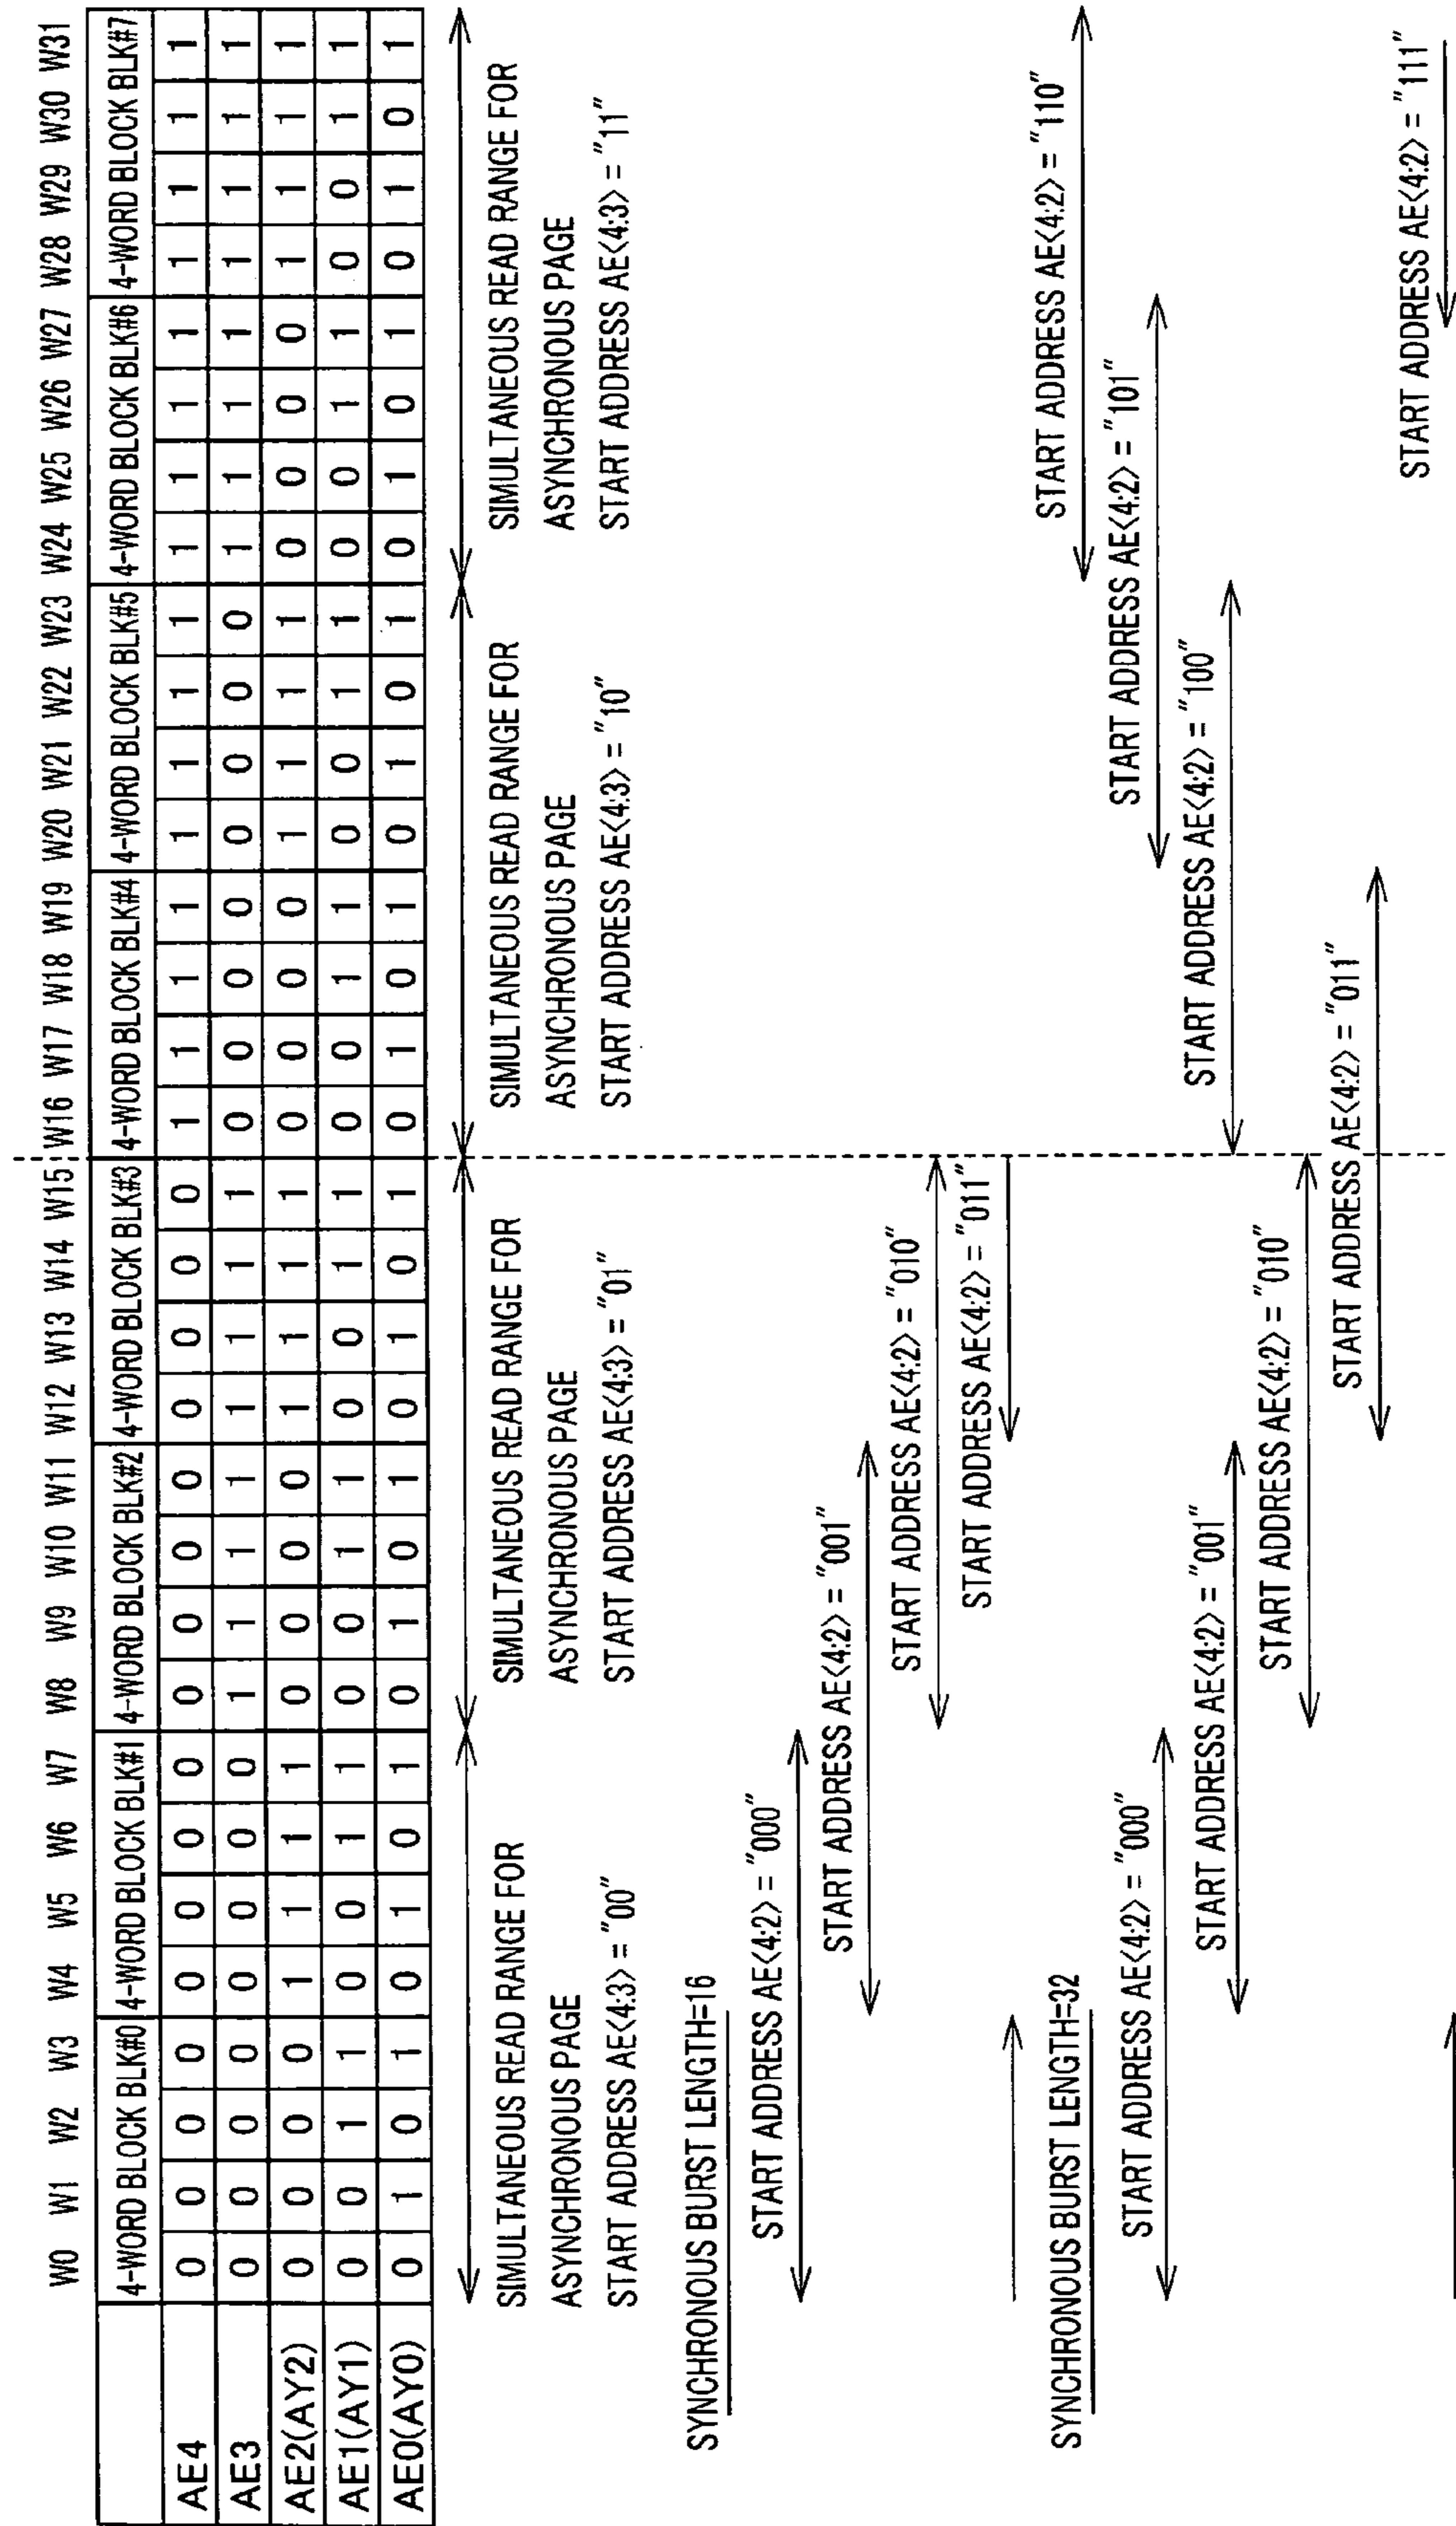 W0 W1 W2 W3 W4 W5 W6 W7 W8 W9 W10 W11 W12 W13 W14 W15 W16 W17 W18 W19 W20 W21 W22 W23 W24 W25 W26 W27 W28 W29 W30 W31
4-WORD BLOCK BLK#0 4-WORD BLOCK BLK#1 4-WORD BLOCK BLK#2 4-WORD BLOCK BLK#3 4-WORD BLOCK BLK#4 4-WORD BLOCK BLK#5 4-WORD BLOCK BLK#6 4-WORD BLOCK BLK#7
AE4 0 0 0 0 0 0 0 0 0 0 0 0 0 0 0 0 1 1 1 1 1 1 1 1 1 1 1 1 1 1 1 1
AE3 0 0 0 0 0 0 0 0 1 1 1 1 1 1 1 1 0 0 0 0 0 0 0 0 1 1 1 1 1 1 1 1
AE2(AY2) 0 0 0 0 1 1 1 1 0 0 0 0 1 1 1 1 0 0 0 0 1 1 1 1 0 0 0 0 1 1 1 1
AE1(AY1) 0 0 1 1 0 0 1 1 0 0 1 1 0 0 1 1 0 0 1 1 0 0 1 1 0 0 1 1 0 0 1 1
AE0(AY0) 0 1 0 1 0 1 0 1 0 1 0 1 0 1 0 1 0 1 0 1 0 1 0 1 0 1 0 1 0 1 0 1
SIMULTANEOUS READ RANGE FOR
ASYNCHRONOUS PAGE
START ADDRESS AE<4:3> = "00"
SIMULTANEOUS READ RANGE FOR
ASYNCHRONOUS PAGE
START ADDRESS AE<4:3> = "01"
SIMULTANEOUS READ RANGE FOR
ASYNCHRONOUS PAGE
START ADDRESS AE<4:3> = "10"
SIMULTANEOUS READ RANGE FOR
ASYNCHRONOUS PAGE
START ADDRESS AE<4:3> = "11"
SYNCHRONOUS BURST LENGTH=16
START ADDRESS AE<4:2> = "000"
START ADDRESS AE<4:2> = "001"
START ADDRESS AE<4:2> = "010"
START ADDRESS AE<4:2> = "011"
SYNCHRONOUS BURST LENGTH=32
START ADDRESS AE<4:2> = "110"
START ADDRESS AE<4:2> = "000"
START ADDRESS AE<4:2> = "101"
START ADDRESS AE<4:2> = "001"
START ADDRESS AE<4:2> = "100"
START ADDRESS AE<4:2> = "010"
START ADDRESS AE<4:2> = "011"
START ADDRESS AE<4:2> = "111"